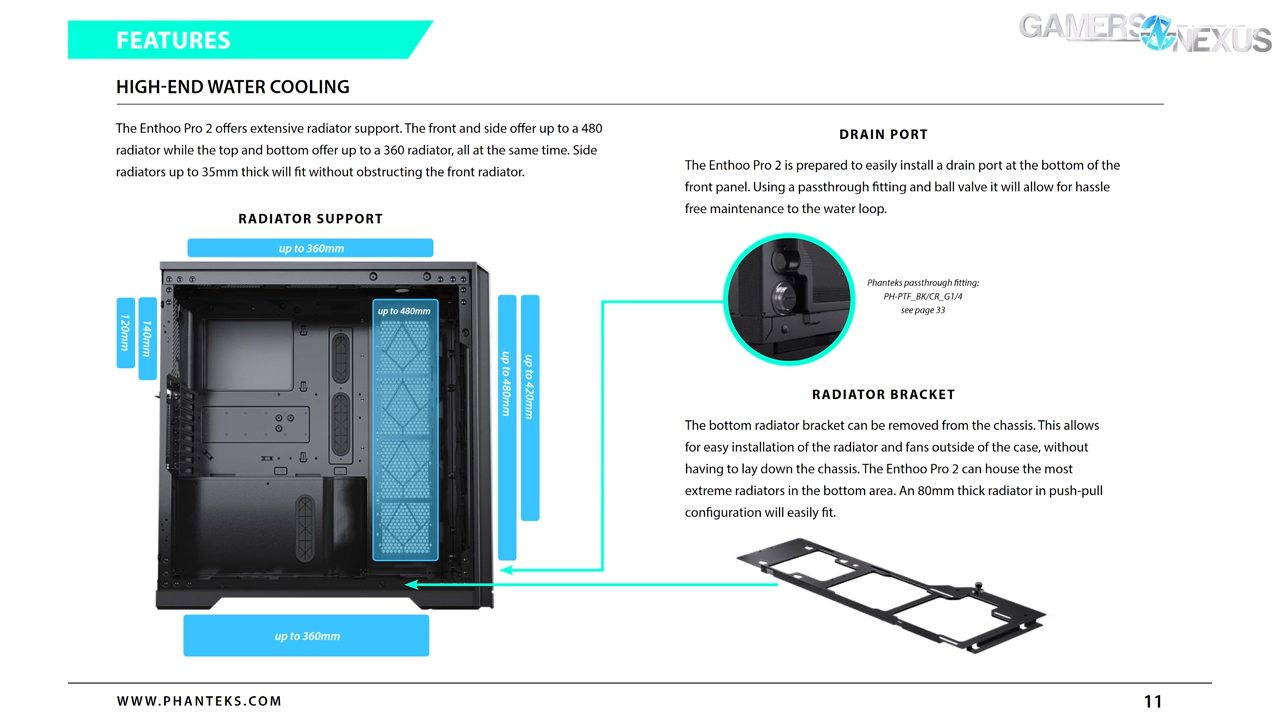 GAMERS NEXUS
FEATURES
HIGH-END WATER COOLING
The Enthoo Pro 2 offers extensive radiator support. The front and side offer up to a 480
radiator while the top and bottom offer up to a 360 radiator, all at the same time. Side
radiators up to 35mm thick will fit without obstructing the front radiator.
RADIATOR SUPPORT
up to 360mm
120mm
140mm
up to 480mm
up to 480mm
up to 420mm
up to 360mm
DRAIN PORT
The Enthoo Pro 2 is prepared to easily install a drain port at the bottom of the
front panel. Using a passthrough fitting and ball valve it will allow for hassle
free maintenance to the water loop.
Phanteks passthrough fitting:
PH-PTF_BK/CR_G1/4
see page 33
RADIATOR BRACKET
The bottom radiator bracket can be removed from the chassis. This allows
for easy installation of the radiator and fans outside of the case, without
having to lay down the chassis. The Enthoo Pro 2 can house the most
extreme radiators in the bottom area. An 80mm thick radiator in push-pull
configuration will easily fit.
WWW.PHANTEKS.COM
11